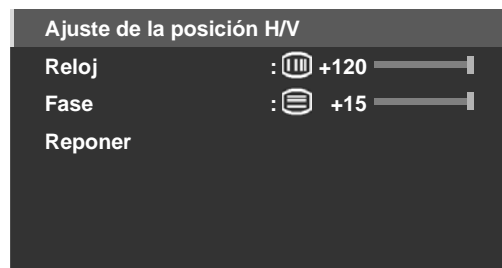 Ajuste de la posición H/V
Reloj : +120
Fase : +15
Reponer